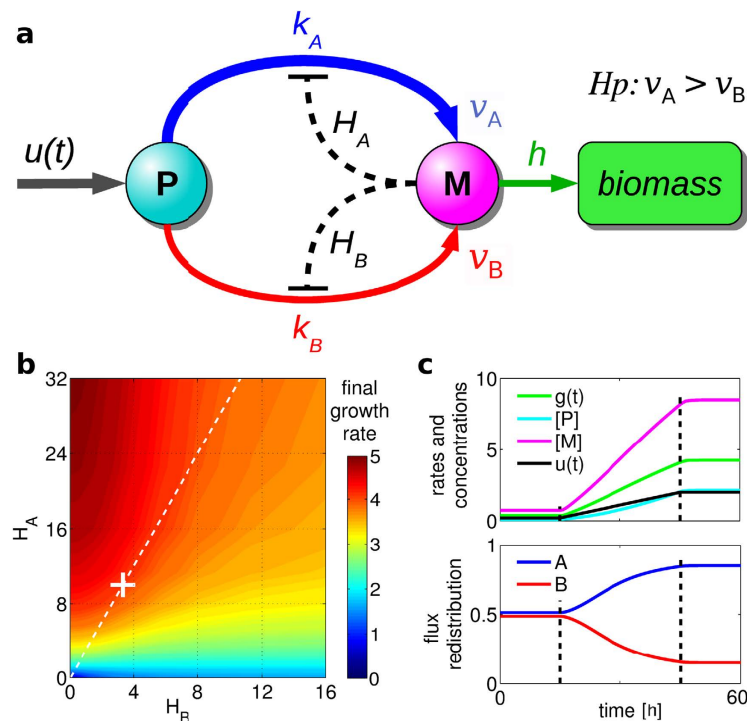 a
k_A
Hp: ν_A > ν_B
ν_A
u(t)
H_A
P
M
h
biomass
H_B
ν_B
k_B
b
c
32
24
16
8
0
H_A
0
4
8
12
16
H_B
final
growth
rate
5
4
3
2
1
0
10
5
0
rates and
concentrations
g(t)
[P]
[M]
u(t)
1
0.5
0
flux
redistribution
A
B
0
30
60
time [h]